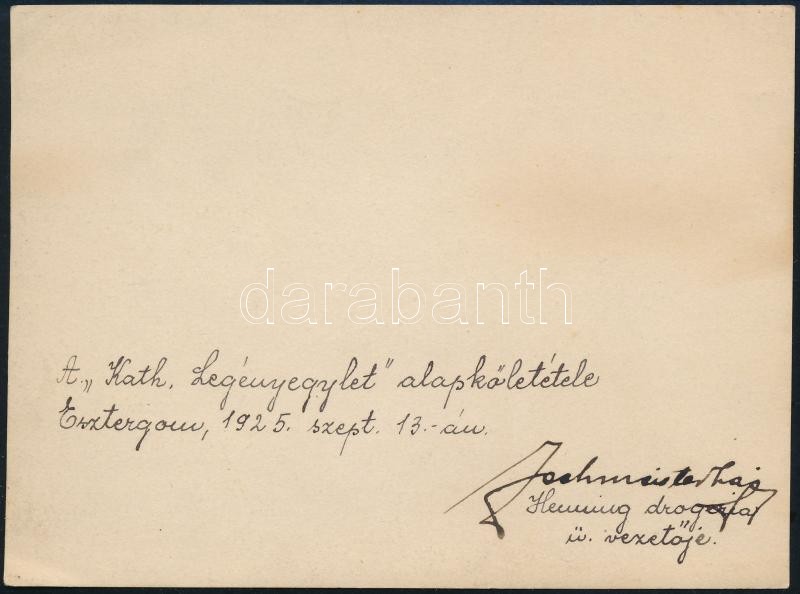 darabanth
A „Kath. Legényegylet" alapkőletétele
Esztergom, 1925. szept. 13.-án.
Henning drogéria
ü. vezetője.